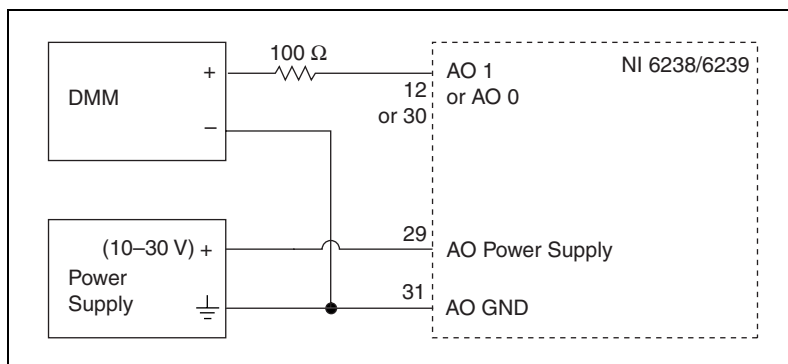 100 Ω
+
DMM
–
AO 1
or AO 0
NI 6238/6239
12
or 30
(10–30 V) +
Power
Supply
29
AO Power Supply
31
AO GND